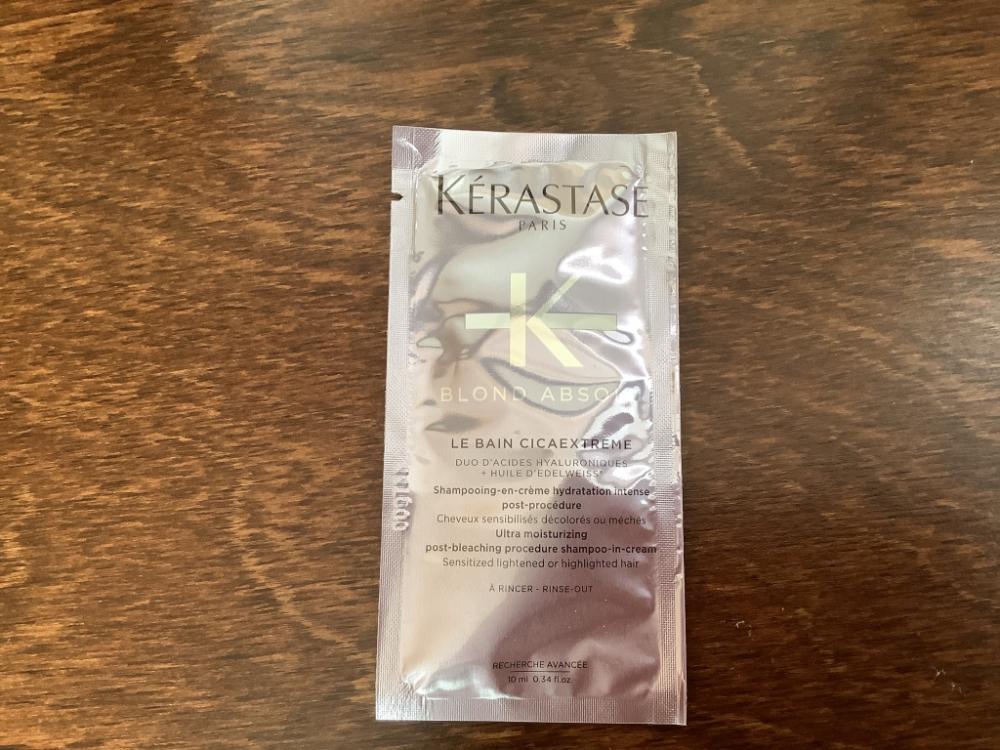 KÉRASTASE
PARIS
K
BLOND
LE BAIN CICAEXTRÊME
DUO D'ACIDES HYALURONIQUES
+ HUILE D'EDELWEISS*
Shampooing-en-crème hydratation intense
post-procédure
Cheveux sensibilisés décolorés ou méchés
Ultra moisturizing
post-bleaching procedure shampoo-in-cream
Sensitized lightened or highlighted hair
À RINCER - RINSE-OUT
RECHERCHE AVANCÉE
10 ml 0.34 fl.oz.